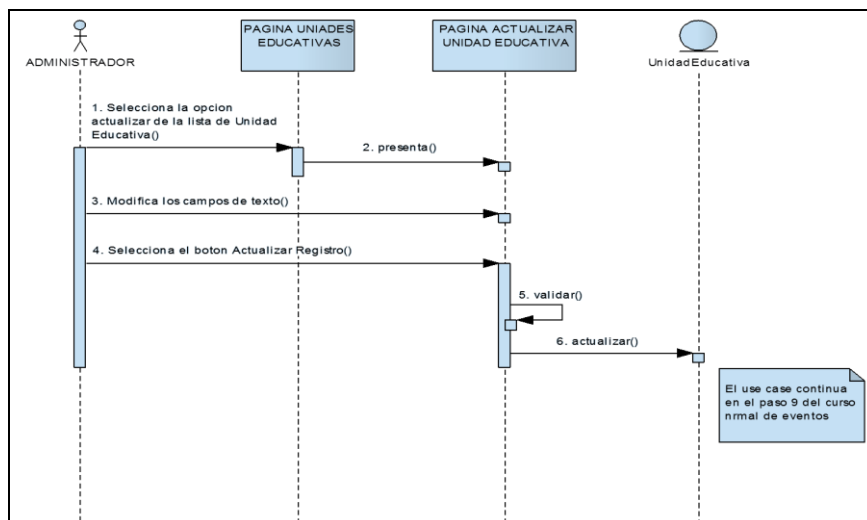 PAGINA UNIADES
EDUCATIVAS
PAGINA ACTUALIZAR
UNIDAD EDUCATIVA
ADMINISTRADOR
UnidadEducativa
1. Selecciona la opcion
actualizar de la lista de Unidad
Educativa()
2. presenta()
3. Modifica los campos de texto()
4. Selecciona el boton Actualizar Registro()
5. validar()
6. actualizar()
El use case continua
en el paso 9 del curso
nrmal de eventos